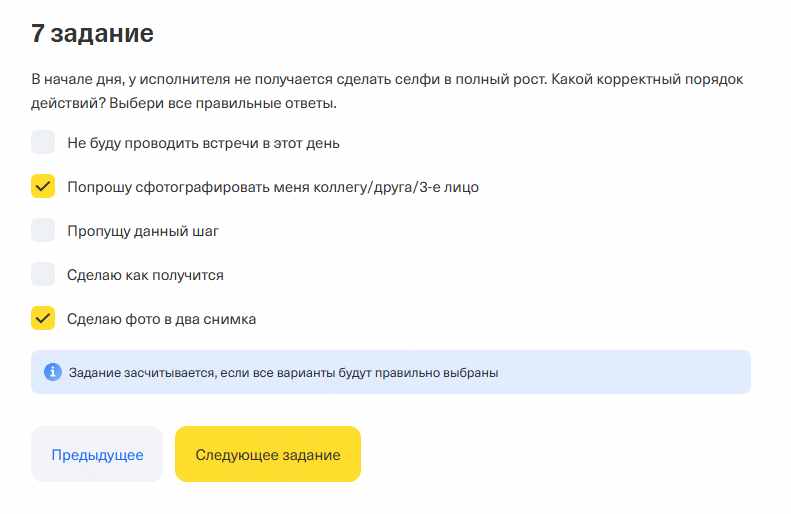 7 задание
В начале дня, у исполнителя не получается сделать селфи в полный рост. Какой корректный порядок
действий? Выбери все правильные ответы.
Не буду проводить встречи в этот день
Попрошу сфотографировать меня коллегу/друга/3-е лицо
Пропущу данный шаг
Сделаю как получится
Сделаю фото в два снимка
Задание засчитывается, если все варианты будут правильно выбраны
Предыдущее
Следующее задание